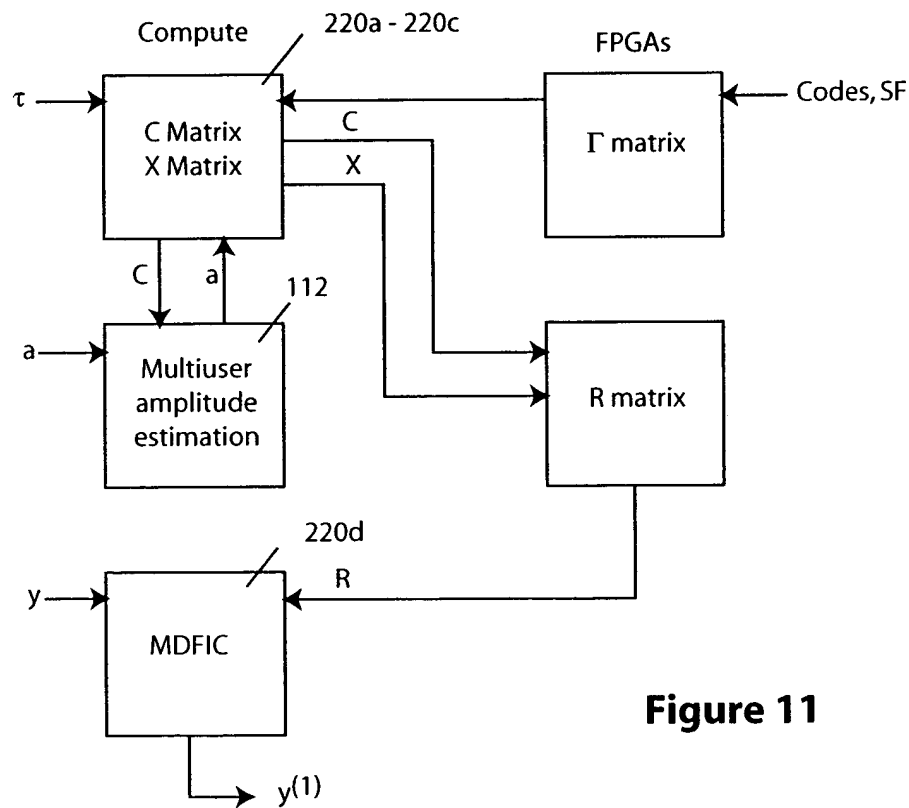 Compute
220a - 220c
FPGAs
τ
C Matrix
X Matrix
C
X
Γ matrix
Codes, SF
C
a
112
a
Multiuser
amplitude
estimation
R matrix
220d
y
R
MDFIC
y(1)
Figure 11